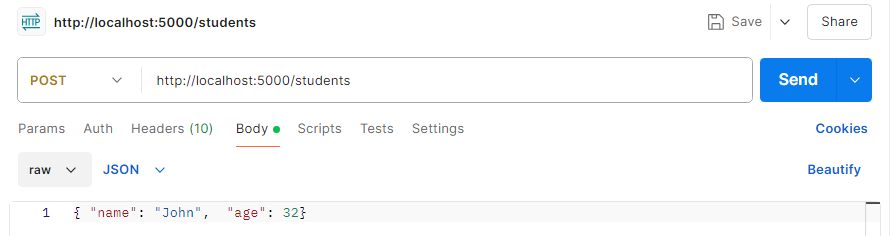 HTTP http://localhost:5000/students Save Share
POST http://localhost:5000/students Send
Params Auth Headers (10) Body Scripts Tests Settings Cookies
raw JSON Beautify
1 { "name": "John",  "age": 32}